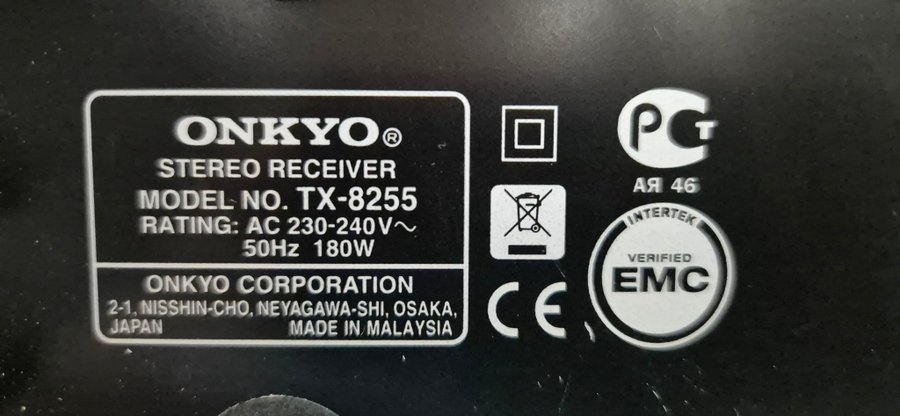 ONKYO®
STEREO RECEIVER
MODEL NO. TX-8255
RATING: AC 230-240V～
50Hz 180W
ONKYO CORPORATION
2-1, NISSHIN-CHO, NEYAGAWA-SHI, OSAKA,
JAPAN MADE IN MALAYSIA
CE
РСТ
АЯ 46
INTERTEK
VERIFIED
EMC